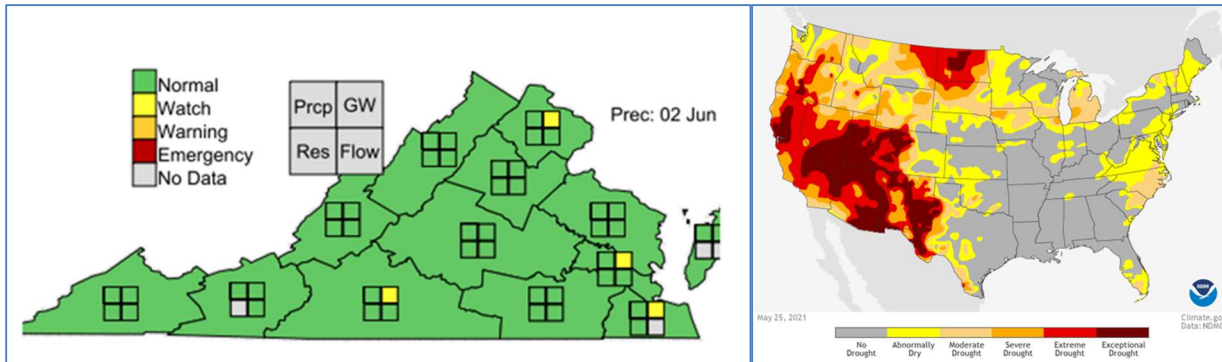 Normal
Watch
Warning
Emergency
No Data
Prcp GW
Res Flow
Prec: 02 Jun
May 25, 2021
Climate.go
Data: NDMC
No Drought
Abnormally Dry
Moderate Drought
Severe Drought
Extreme Drought
Exceptional Drought